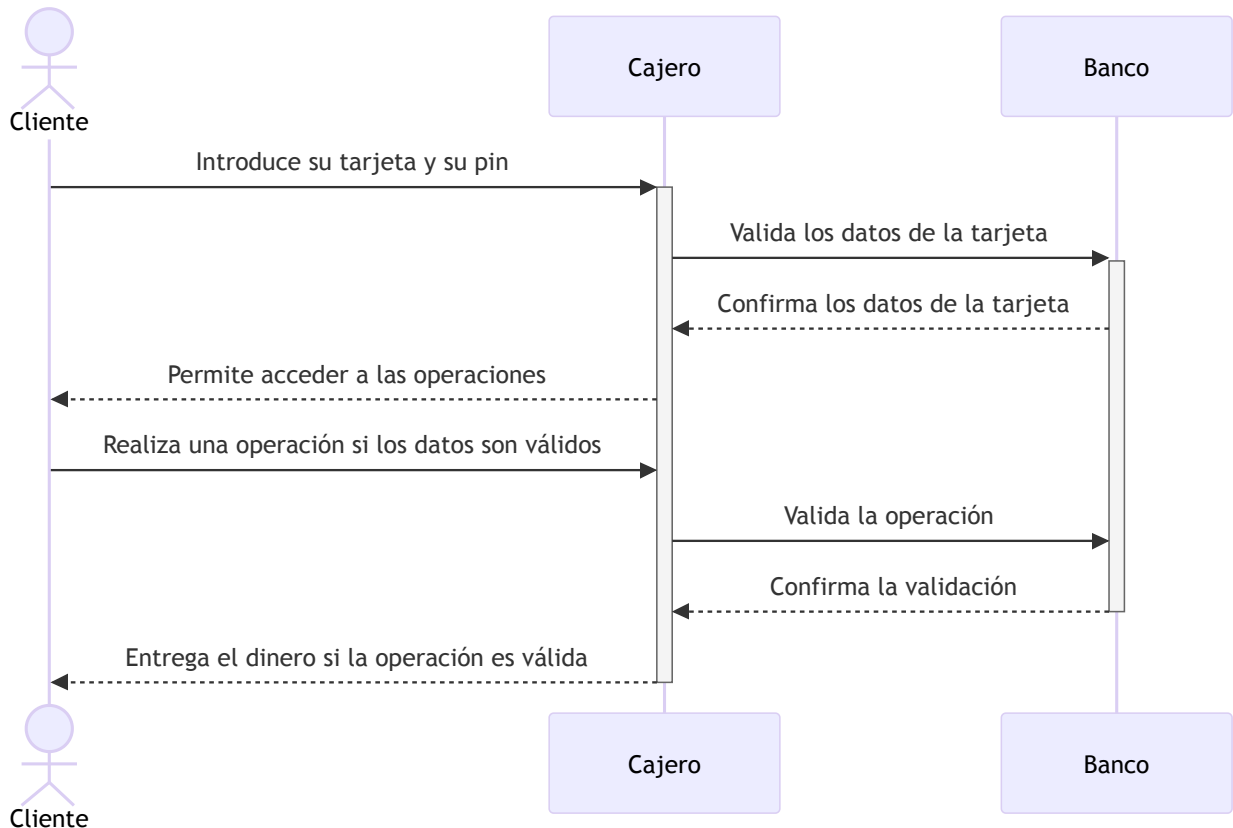 Cliente
Cajero
Banco
Introduce su tarjeta y su pin
Valida los datos de la tarjeta
Confirma los datos de la tarjeta
Permite acceder a las operaciones
Realiza una operación si los datos son válidos
Valida la operación
Confirma la validación
Entrega el dinero si la operación es válida
Cliente
Cajero
Banco